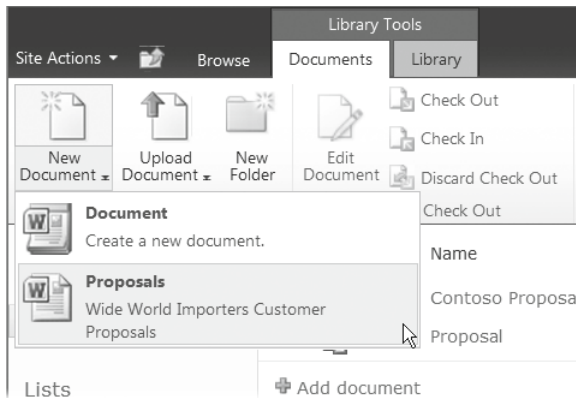 Library Tools
Site Actions Browse Documents Library
New Document
Upload Document
New Folder
Edit Document
Check Out
Check In
Discard Check Out
Check Out
Document
Create a new document.
Proposals
Wide World Importers Customer
Proposals
Name
Contoso Proposa
Proposal
Lists
Add document